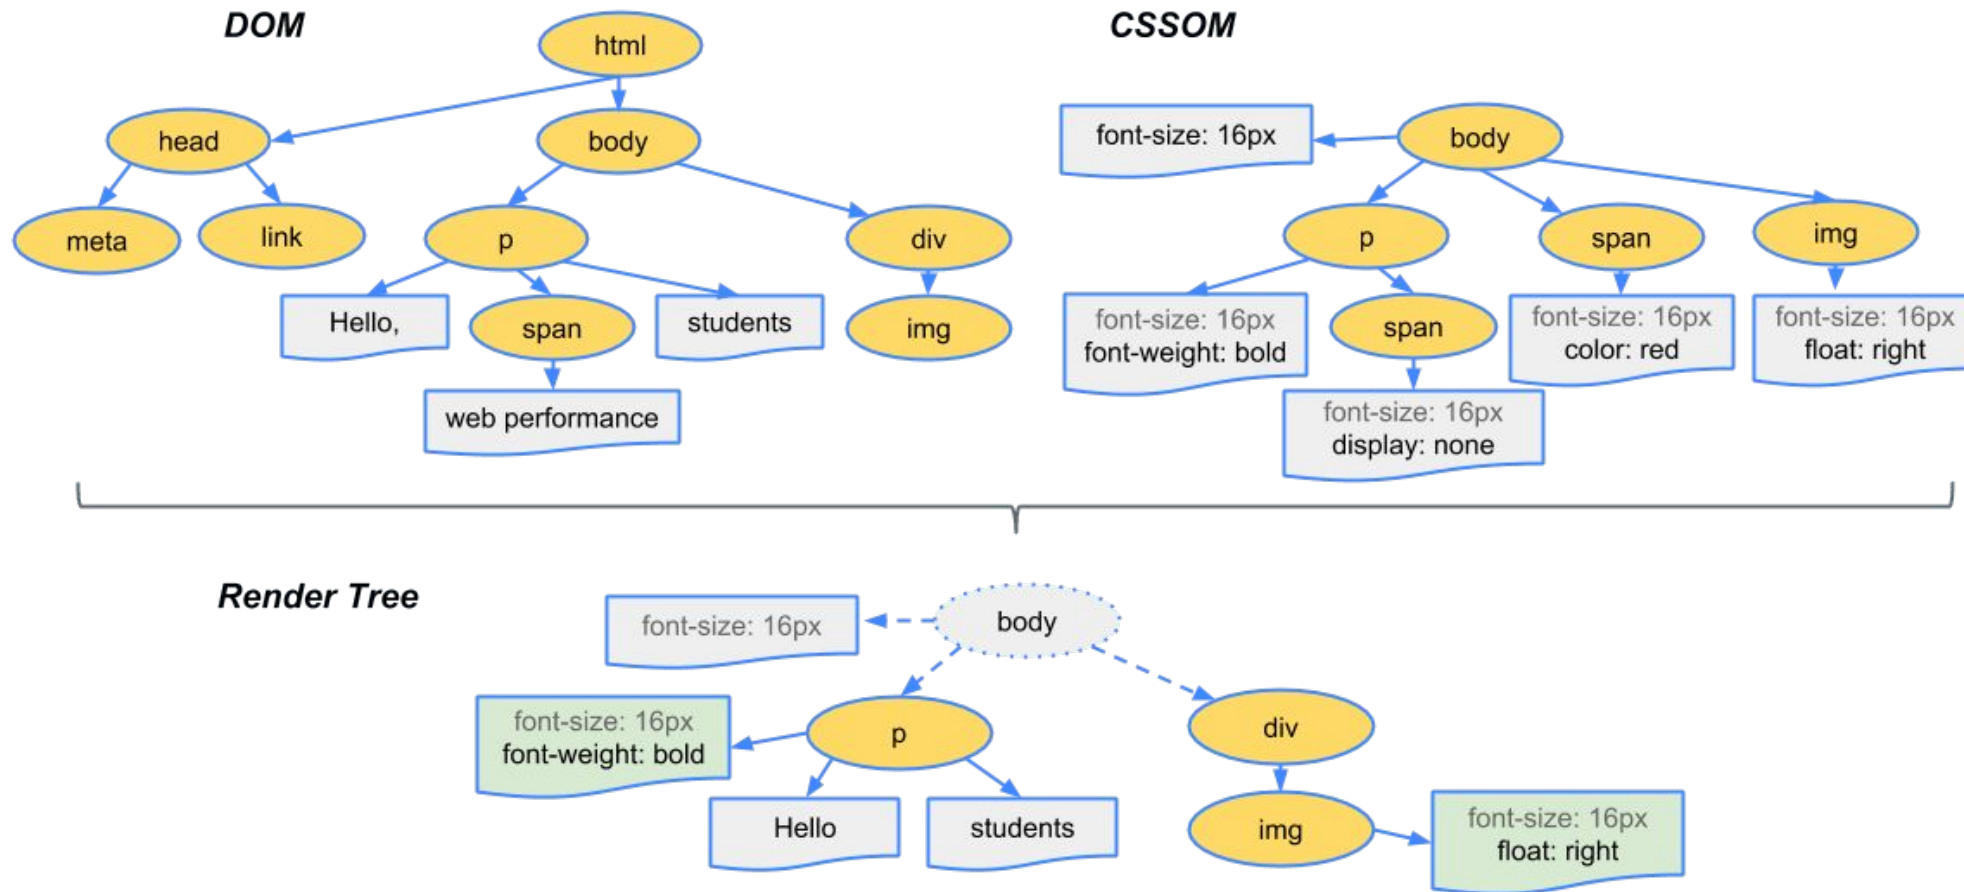 DOM
html
head
body
meta
link
p
div
Hello,
span
students
img
web performance
CSSOM
font-size: 16px
body
p
span
img
font-size: 16px
font-weight: bold
span
font-size: 16px
color: red
font-size: 16px
float: right
font-size: 16px
display: none
Render Tree
font-size: 16px
body
font-size: 16px
font-weight: bold
p
div
Hello
students
img
font-size: 16px
float: right